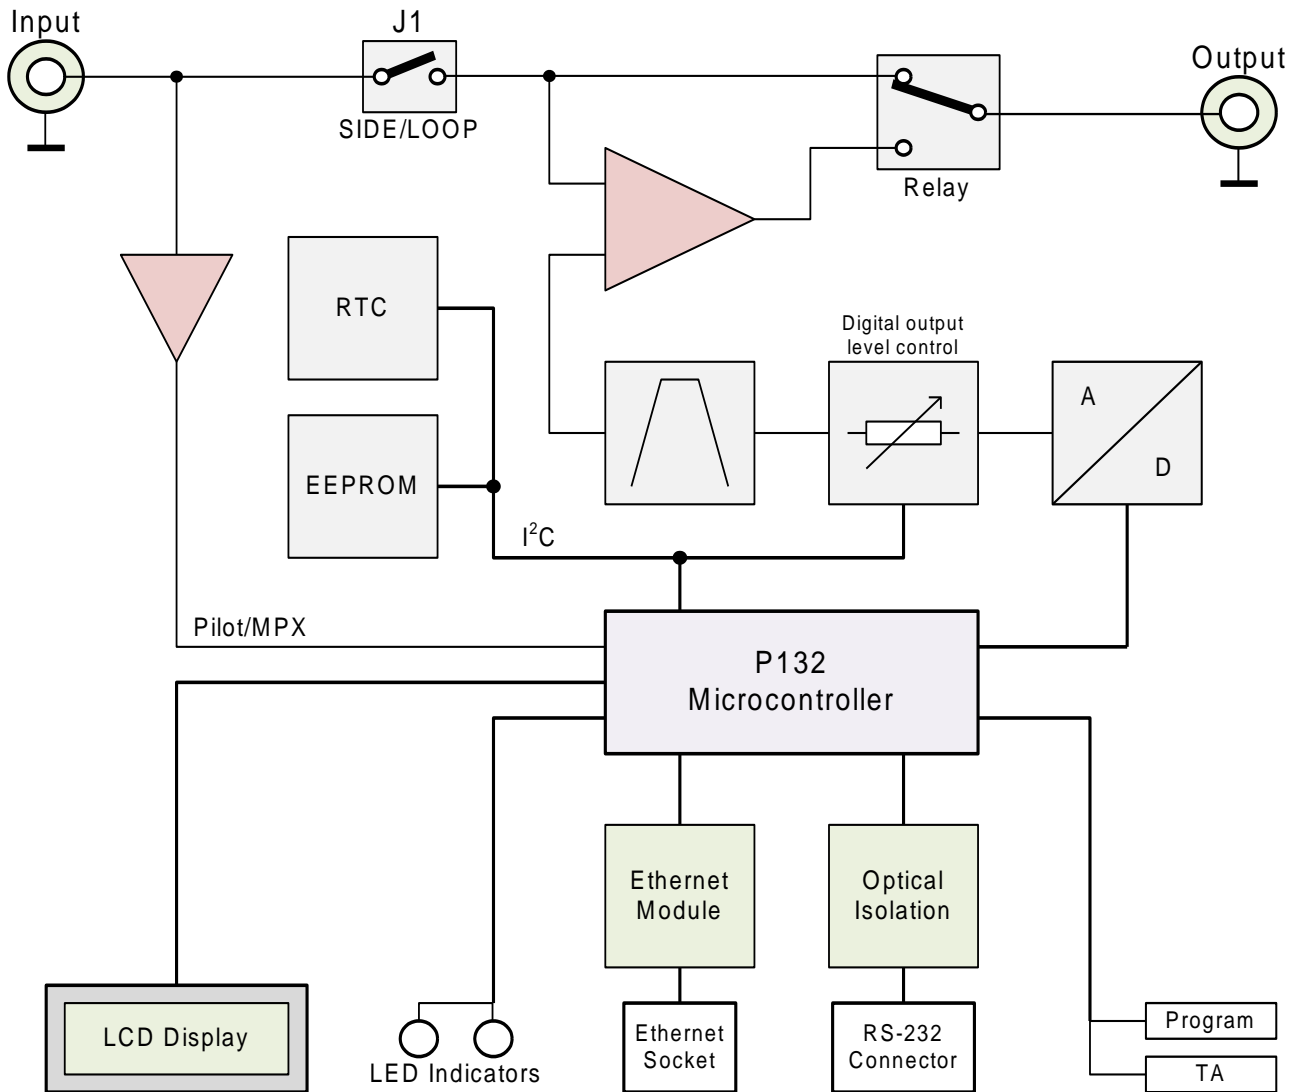 Input
J1
SIDE/LOOP
Output
Relay
RTC
Digital output
level control
A
D
EEPROM
I²C
Pilot/MPX
P132
Microcontroller
Ethernet
Module
Optical
Isolation
LCD Display
LED Indicators
Ethernet
Socket
RS-232
Connector
Program
TA